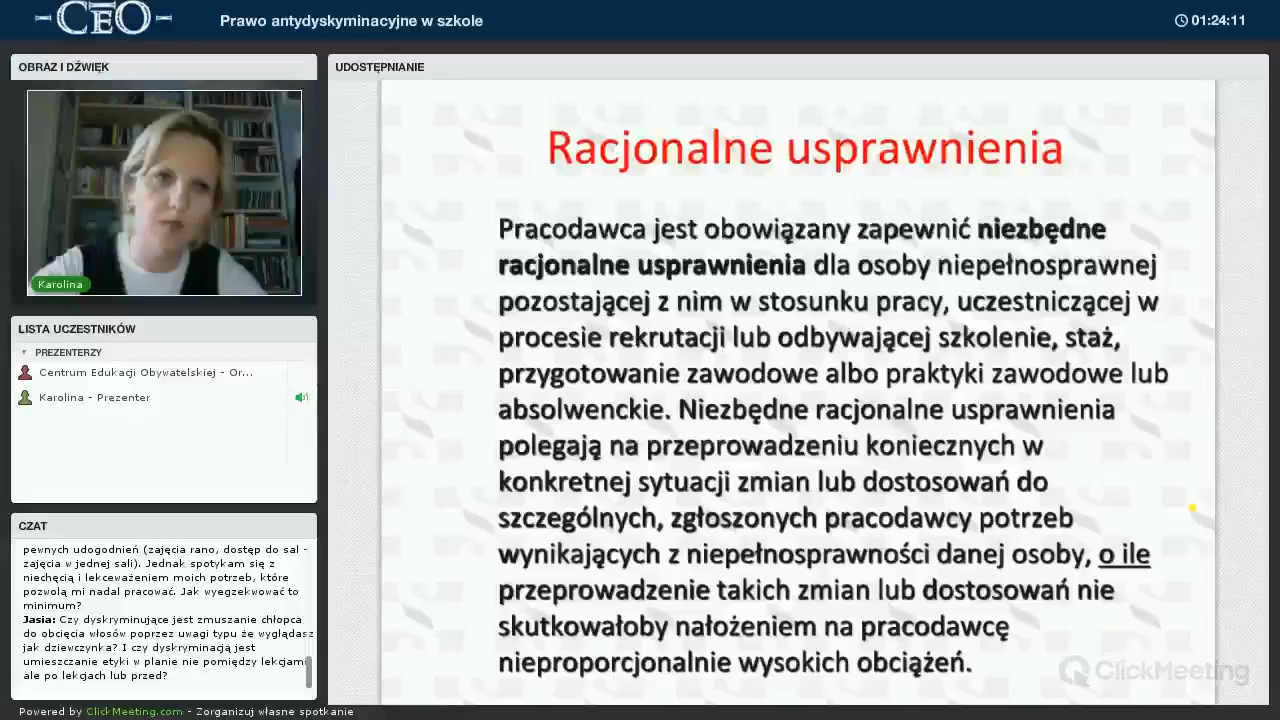 CEO
Prawo antydyskyminacyjne w szkole
01:24:11
OBRAZ I DŹWIĘK
Karolina
LISTA UCZESTNIKÓW
PREZENTERZY
Centrum Edukacji Obywatelskiej - Or...
Karolina - Prezenter
CZAT
pewnych udogodnień (zajęcia rano, dostęp do sal -
zajęcia w jednej sali). Jednak spotykam się z
niechęcią i lekceważeniem moich potrzeb, które
pozwolą mi nadal pracować. Jak wyegzekwować to
minimum?
Jasia: Czy dyskryminujące jest zmuszanie chłopca
do obcięcia włosów poprzez uwagi typu że wyglądasz
jak dziewczynka? I czy dyskryminacją jest
umieszczanie etyki w planie nie pomiędzy lekcjami
ale po lekcjach lub przed?
UDOSTĘPNIANIE
Racjonalne usprawnienia
Pracodawca jest obowiązany zapewnić niezbędne
racjonalne usprawnienia dla osoby niepełnosprawnej
pozostającej z nim w stosunku pracy, uczestniczącej w
procesie rekrutacji lub odbywającej szkolenie, staż,
przygotowanie zawodowe albo praktyki zawodowe lub
absolwenckie. Niezbędne racjonalne usprawnienia
polegają na przeprowadzeniu koniecznych w
konkretnej sytuacji zmian lub dostosowań do
szczególnych, zgłoszonych pracodawcy potrzeb
wynikających z niepełnosprawności danej osoby, o ile
przeprowadzenie takich zmian lub dostosowań nie
skutkowałoby nałożeniem na pracodawcę
nieproporcjonalnie wysokich obciążeń.
ClickMeeting
Powered by ClickMeeting.com - Zorganizuj własne spotkanie